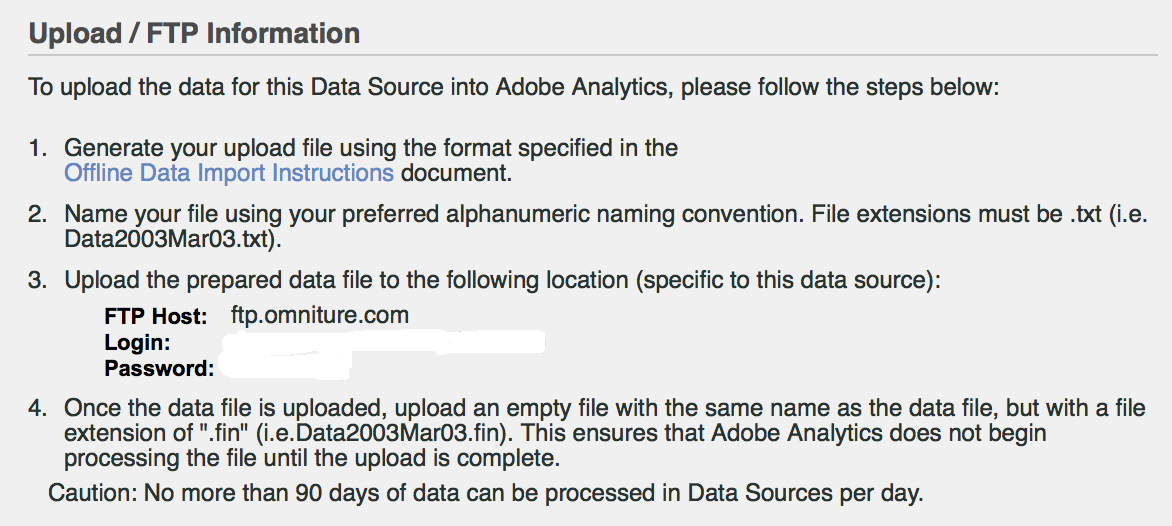 Upload / FTP Information
To upload the data for this Data Source into Adobe Analytics, please follow the steps below:
1. Generate your upload file using the format specified in the
Offline Data Import Instructions document.
2. Name your file using your preferred alphanumeric naming convention. File extensions must be .txt (i.e.
Data2003Mar03.txt).
3. Upload the prepared data file to the following location (specific to this data source):
FTP Host: ftp.omniture.com
Login:
Password:
4. Once the data file is uploaded, upload an empty file with the same name as the data file, but with a file
extension of ".fin" (i.e.Data2003Mar03.fin). This ensures that Adobe Analytics does not begin
processing the file until the upload is complete.
Caution: No more than 90 days of data can be processed in Data Sources per day.